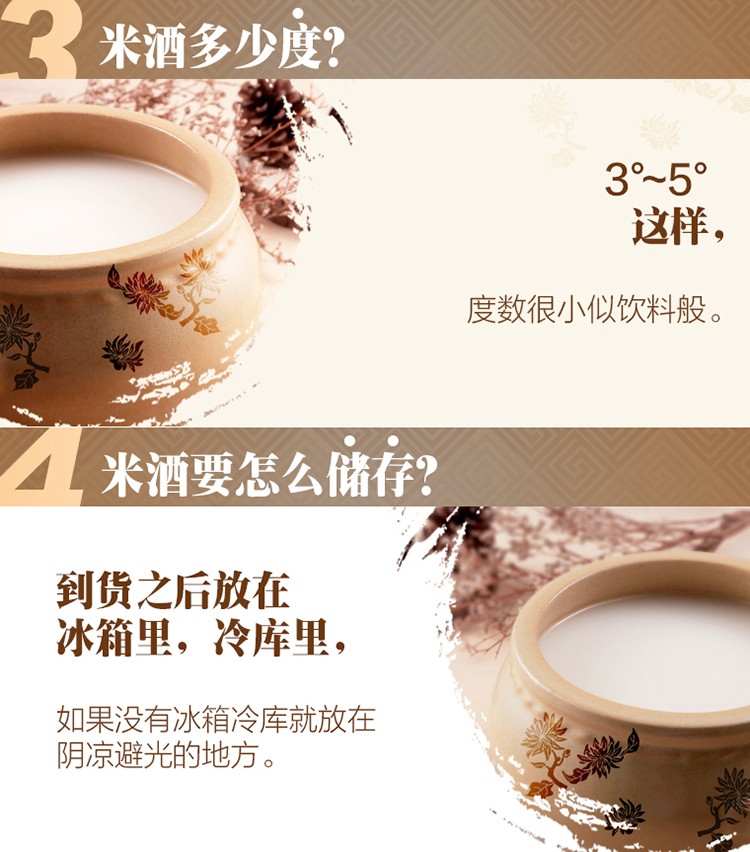 3 米酒多少度?
3°~5°
这样,
度数很小似饮料般。
4 米酒要怎么储存?
到货之后放在
冰箱里，冷库里，
如果没有冰箱冷库就放在
阴凉避光的地方。